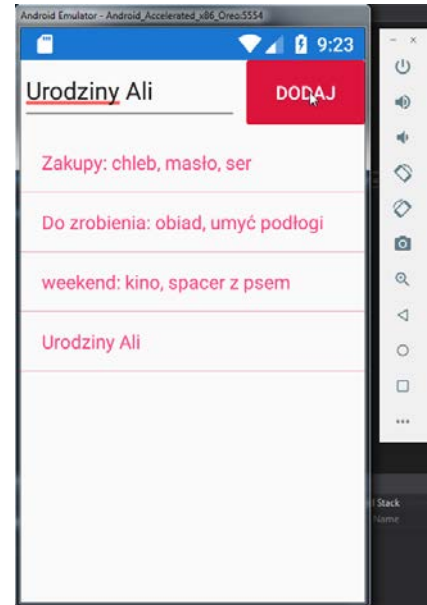 Android Emulator - Android_Accelerated_x86_Oreo:5554
9:23
Urodziny Ali
DODAJ
Zakupy: chleb, masło, ser
Do zrobienia: obiad, umyć podłogi
weekend: kino, spacer z psem
Urodziny Ali
Stack
Name